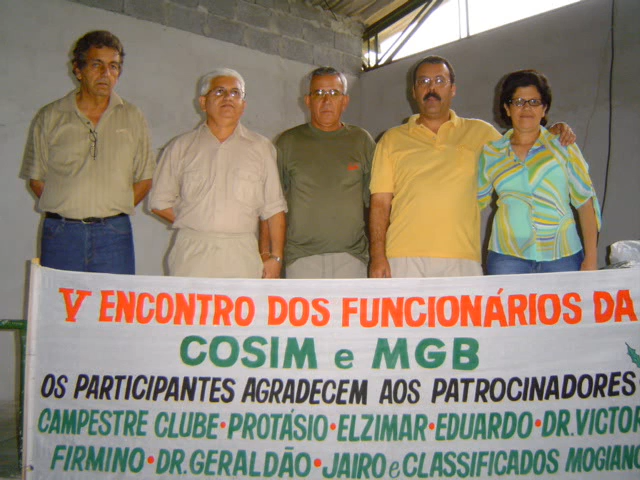 V ENCONTRO DOS FUNCIONÁRIOS DA
COSIM e MGB
OS PARTICIPANTES AGRADECEM AOS PATROCINADORES
CAMPESTRE CLUBE • PROTÁSIO • ELZIMAR • EDUARDO • DR. VICTOR
FIRMINO • DR. GERALDÃO • JAIRO e CLASSIFICADOS MOGIANO